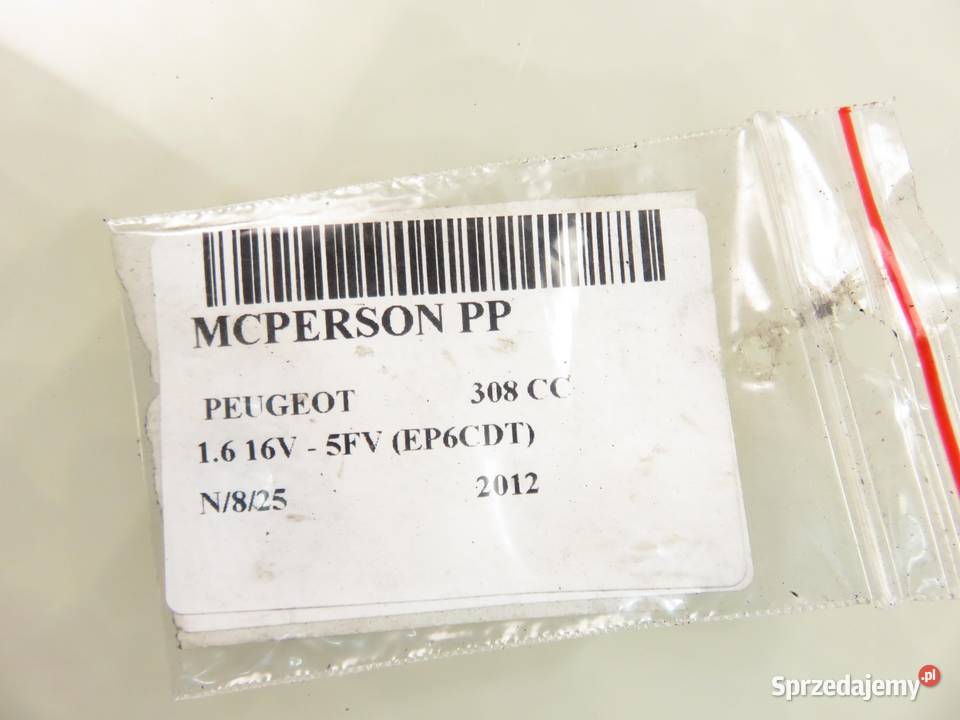 MCPERSON PP
PEUGEOT 308 CC
1.6 16V - 5FV (EP6CDT)
N/8/25 2012
Sprzedajemy.pl